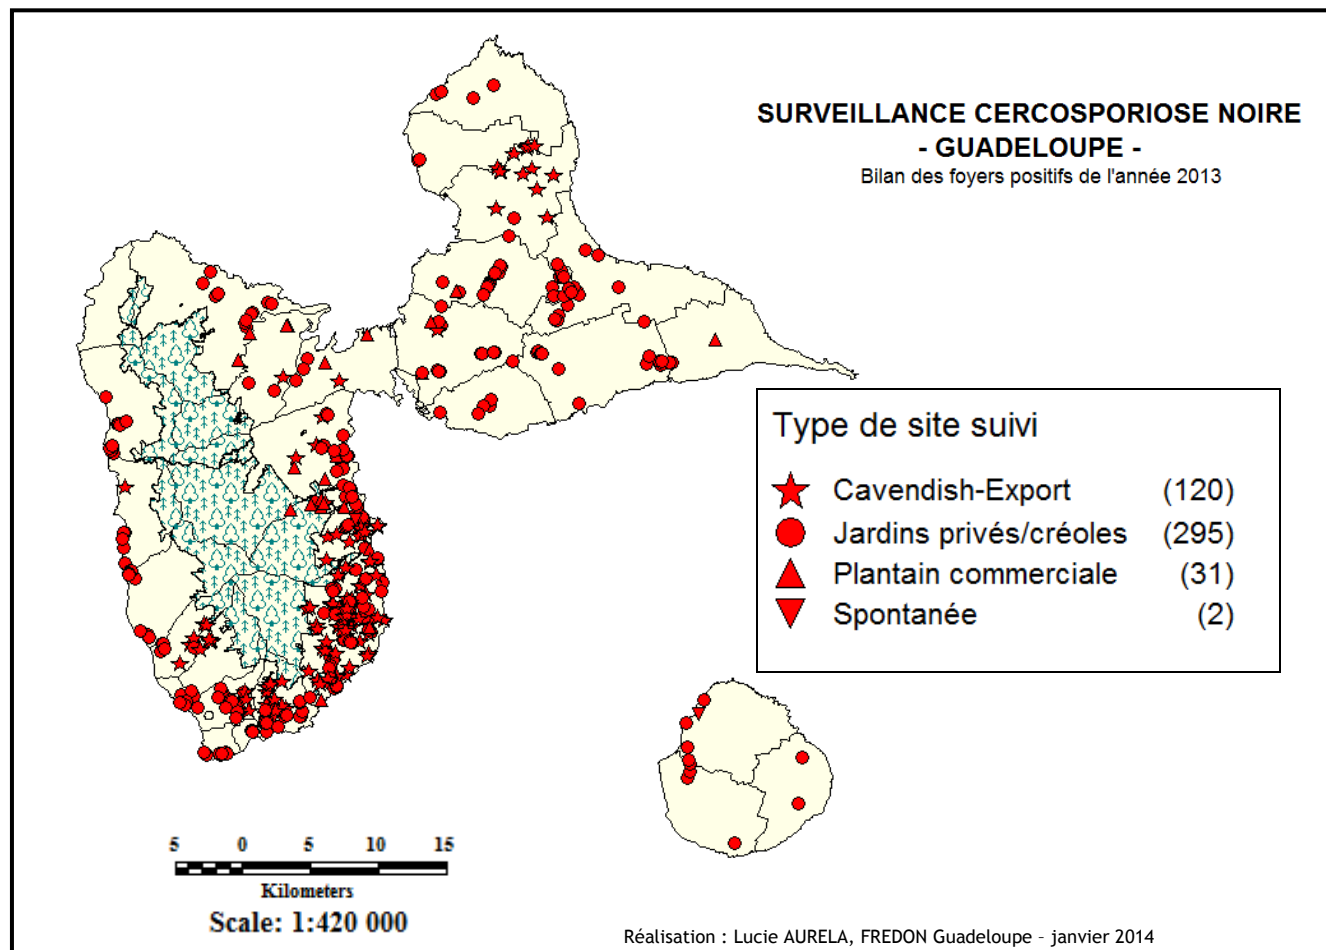 SURVEILLANCE CERCOSPORIOSE NOIRE
- GUADELOUPE -
Bilan des foyers positifs de l'année 2013
Type de site suivi
Cavendish-Export (120)
Jardins privés/créoles (295)
Plantain commerciale (31)
Spontanée (2)
5 0 5 10 15
Kilometers
Scale: 1:420 000
Réalisation : Lucie AURELA, FREDON Guadeloupe - janvier 2014